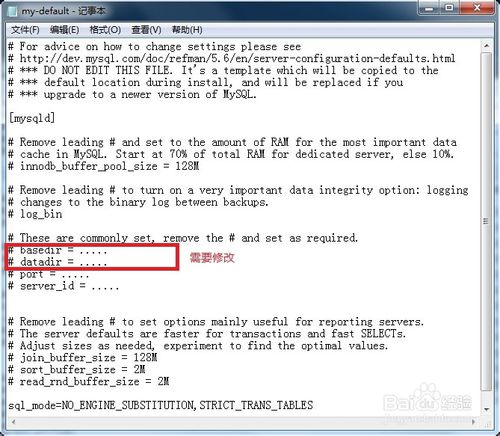 my-default - 记事本
文件(F) 编辑(E) 格式(O) 查看(V) 帮助(H)
# For advice on how to change settings please see
# http://dev.mysql.com/doc/refman/5.6/en/server-configuration-defaults.html
# *** DO NOT EDIT THIS FILE. It's a template which will be copied to the
# *** default location during install, and will be replaced if you
# *** upgrade to a newer version of MySQL.
[mysqld]
# Remove leading # and set to the amount of RAM for the most important data
# cache in MySQL. Start at 70% of total RAM for dedicated server, else 10%.
# innodb_buffer_pool_size = 128M
# Remove leading # to turn on a very important data integrity option: logging
# changes to the binary log between backups.
# log_bin
# These are commonly set, remove the # and set as required.
# basedir = .....
# datadir = .....
需要修改
# port = .....
# server_id = .....
# Remove leading # to set options mainly useful for reporting servers.
# The server defaults are faster for transactions and fast SELECTs.
# Adjust sizes as needed, experiment to find the optimal values.
# join_buffer_size = 128M
# sort_buffer_size = 2M
# read_rnd_buffer_size = 2M
sql_mode=NO_ENGINE_SUBSTITUTION,STRICT_TRANS_TABLES
Baidu 经验
jingyan.baidu.com